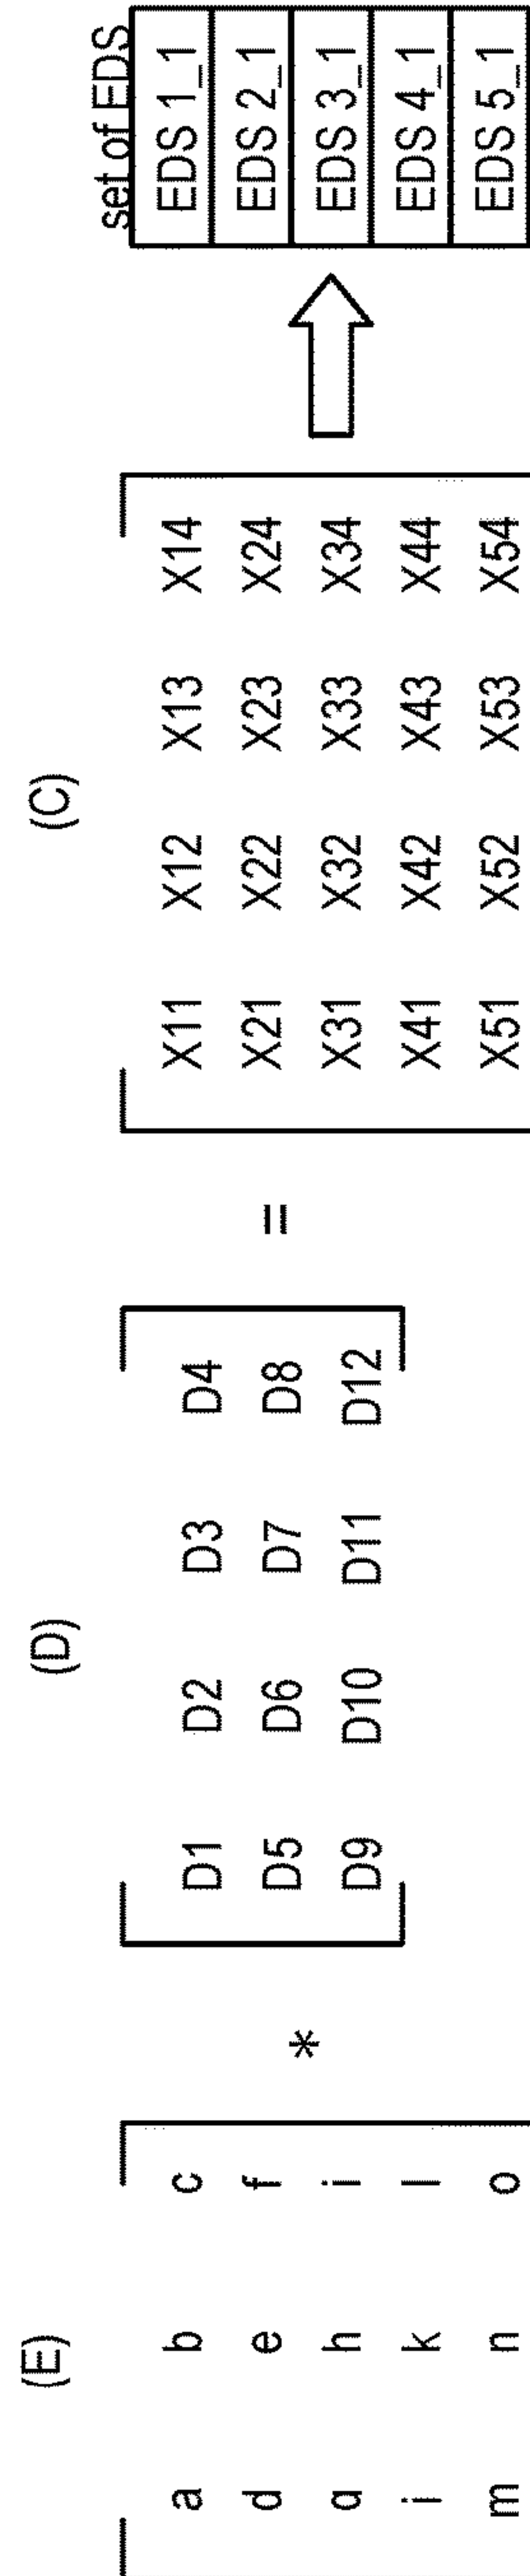 (E) (D) (C) set of EDS
a b c D1 D2 D3 D4 X11 X12 X13 X14 EDS 1_1
d e f D5 D6 D7 D8 X21 X22 X23 X24 EDS 2_1
g h i * D9 D10 D11 D12 = X31 X32 X33 X34 EDS 3_1
j k l X41 X42 X43 X44 EDS 4_1
m n o X51 X52 X53 X54 EDS 5_1